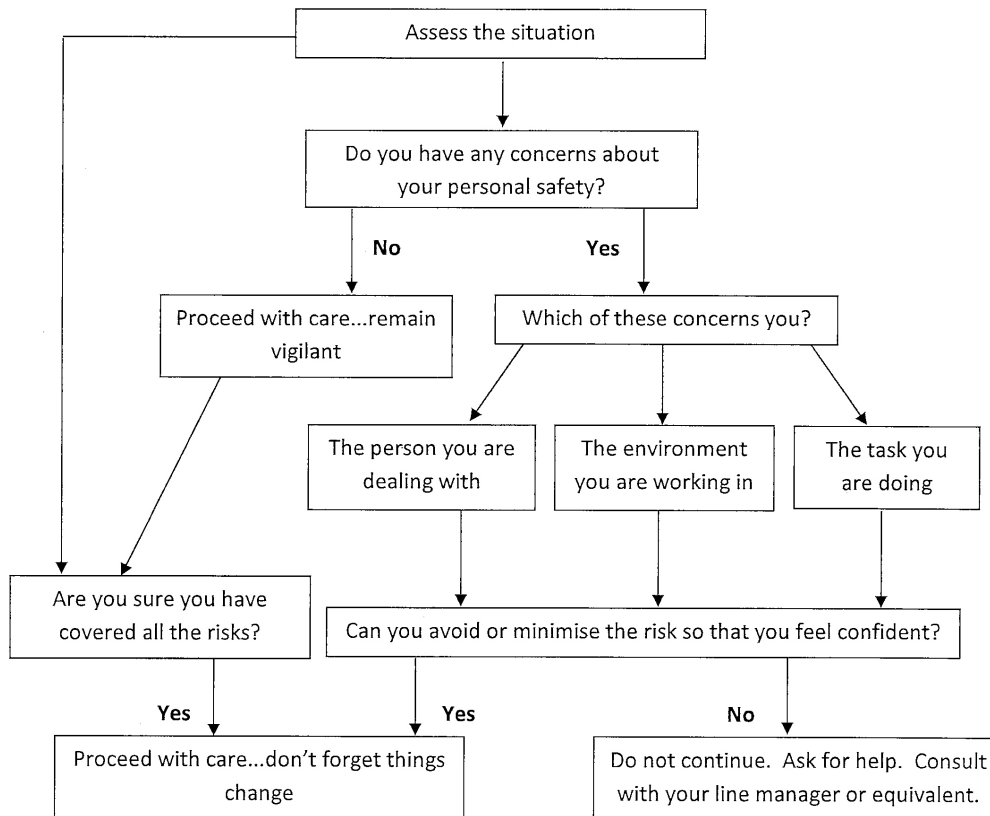 Assess the situation
Do you have any concerns about
your personal safety?
No
Yes
Proceed with care...remain
vigilant
Which of these concerns you?
The person you are
dealing with
The environment
you are working in
The task you
are doing
Are you sure you have
covered all the risks?
Can you avoid or minimise the risk so that you feel confident?
Yes
Yes
No
Proceed with care...don't forget things
change
Do not continue.  Ask for help.  Consult
with your line manager or equivalent.